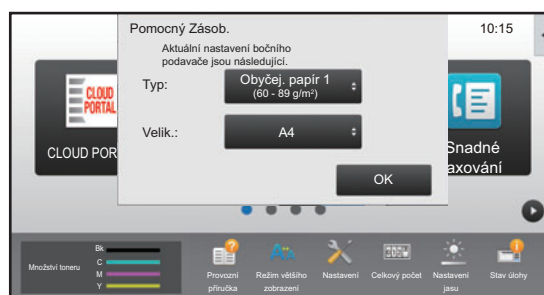 Pomocný Zásob.
10:15
Aktuální nastavení bočního
podavače jsou následující.
Typ:
Obyčej. papír 1
(60 - 89 g/m²)
Velik.:
A4
OK
CLOUD
PORTAL
CLOUD POR
Snadné
axování
Množství toneru
Bk
C
M
Y
Provozní
příručka
Režim většího
zobrazení
Nastavení
Celkový počet
Nastavení
jasu
Stav úlohy